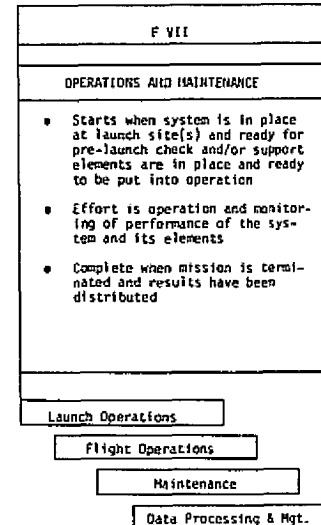 F VII
OPERATIONS AND MAINTENANCE
• Starts when system is in place
at launch site(s) and ready for
pre-launch check and/or support
elements are in place and ready
to be put into operation
• Effort is operation and monitor-
ing of performance of the sys-
tem and its elements
• Complete when mission is termi-
nated and results have been
distributed
Launch Operations
Flight Operations
Maintenance
Data Processing & Mgt.